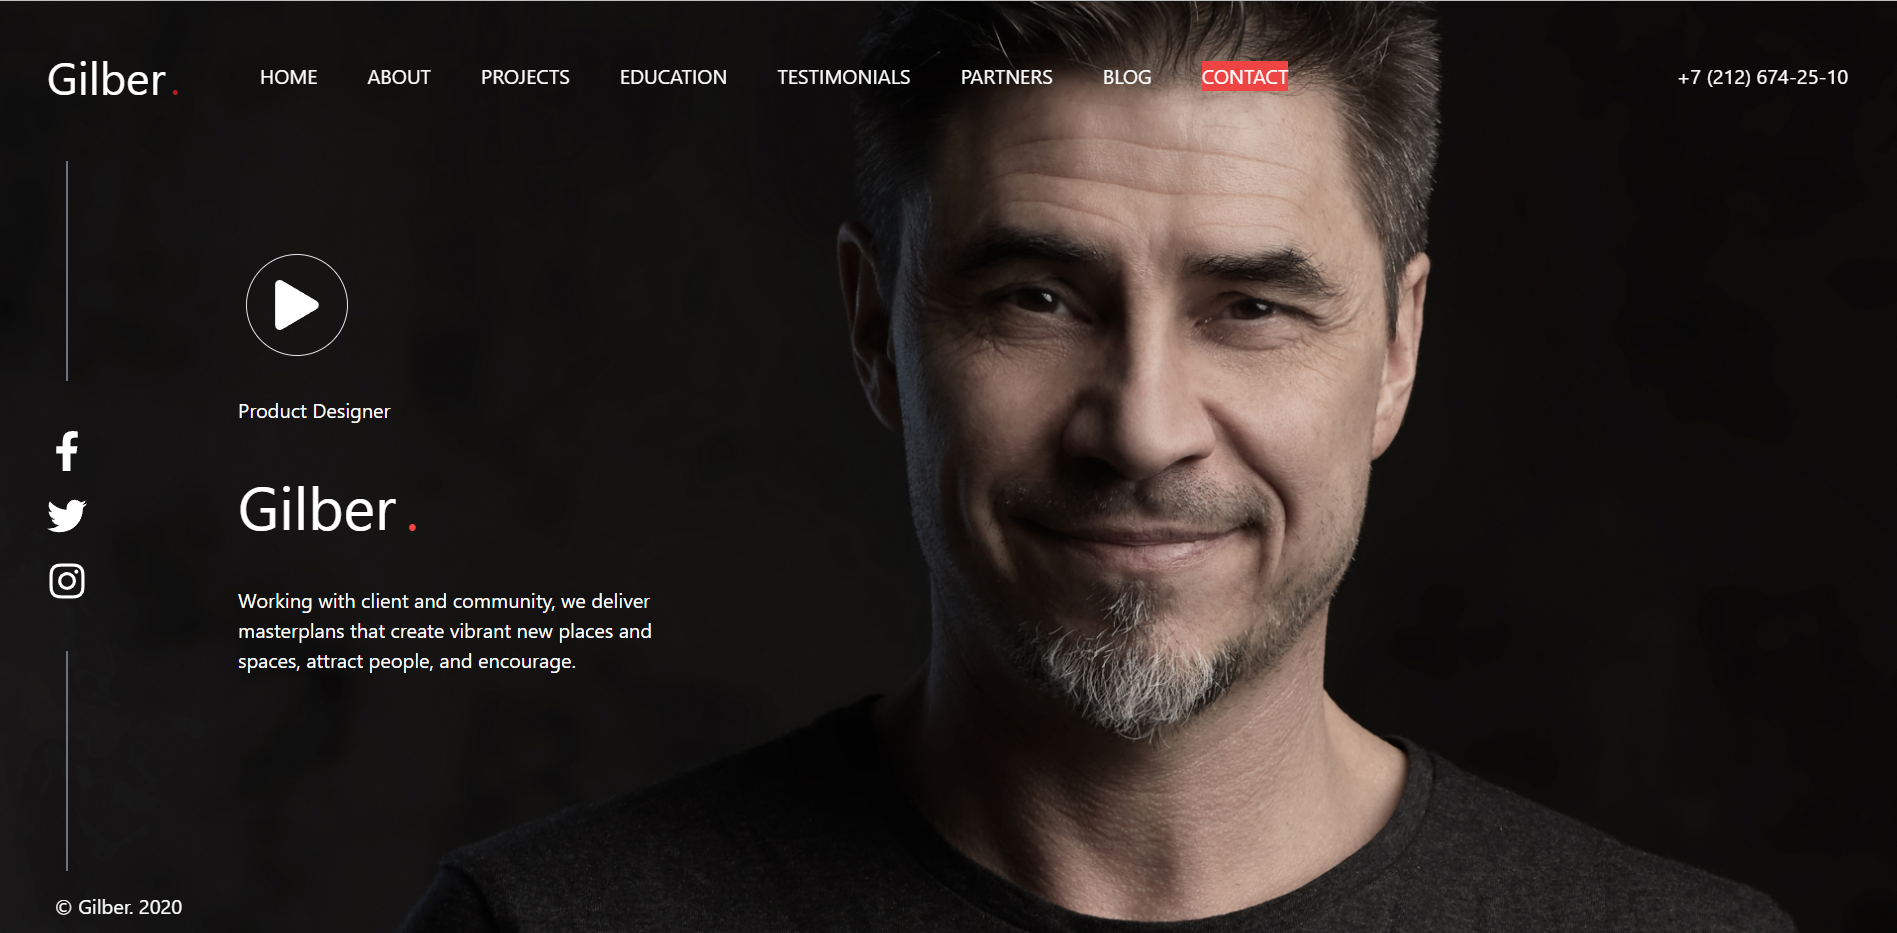 Gilber.
HOME ABOUT PROJECTS EDUCATION TESTIMONIALS PARTNERS BLOG CONTACT
+7 (212) 674-25-10
Product Designer
Gilber .
Working with client and community, we deliver
masterplans that create vibrant new places and
spaces, attract people, and encourage.
© Gilber. 2020